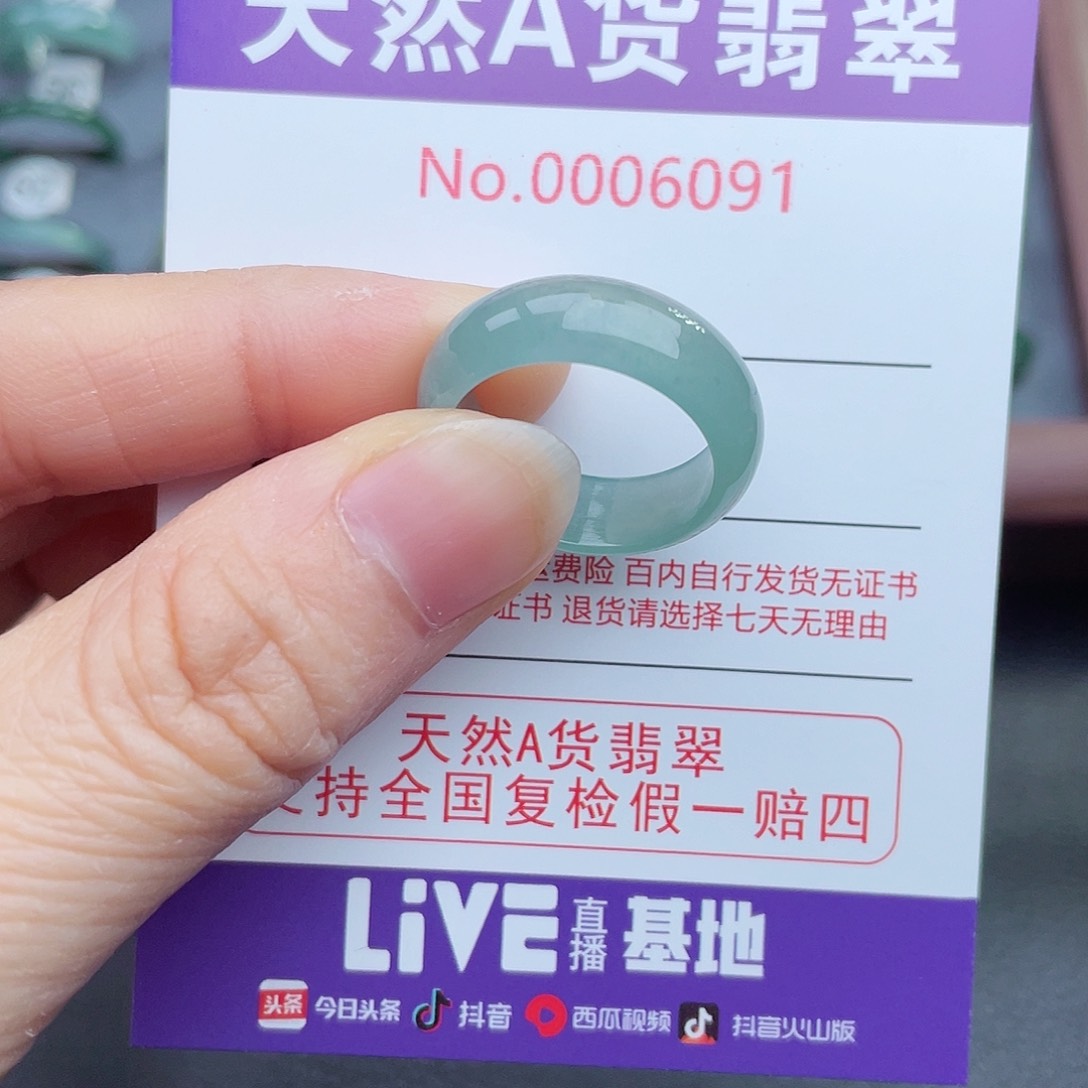 天然A货翡翠
No.0006091
运费险 百内自行发货无证书
证书 退货请选择七天无理由
天然A货翡翠
支持全国复检假一赔四
LiVE 直播 基地
头条 今日头条 抖音 西瓜视频 抖音火山版